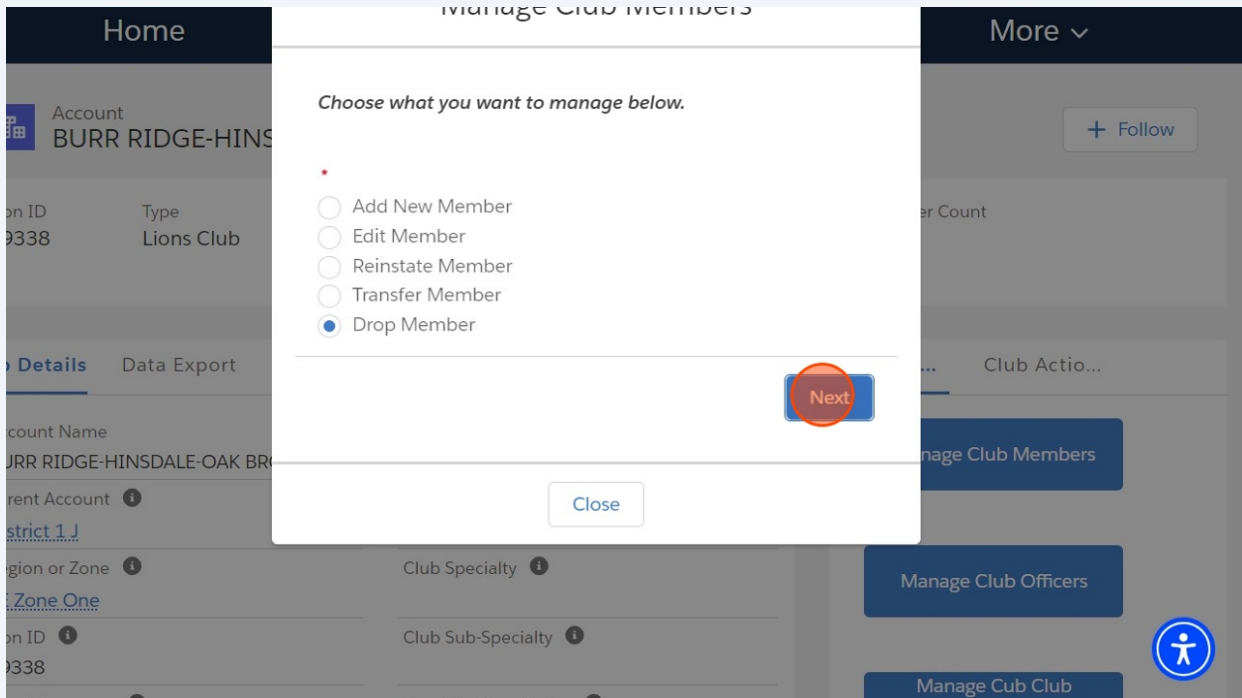 Manage Club Members
Home
More
Choose what you want to manage below.
Account
BURR RIDGE-HINS
+ Follow
*
on ID
Type
er Count
9338
Lions Club
Add New Member
Edit Member
Reinstate Member
Transfer Member
Drop Member
Details
Data Export
...
Club Actio...
Next
count Name
URR RIDGE-HINSDALE-OAK BR
nage Club Members
rent Account
strict 1 J
Close
egion or Zone
Zone One
Club Specialty
Manage Club Officers
on ID
9338
Club Sub-Specialty
Manage Cub Club